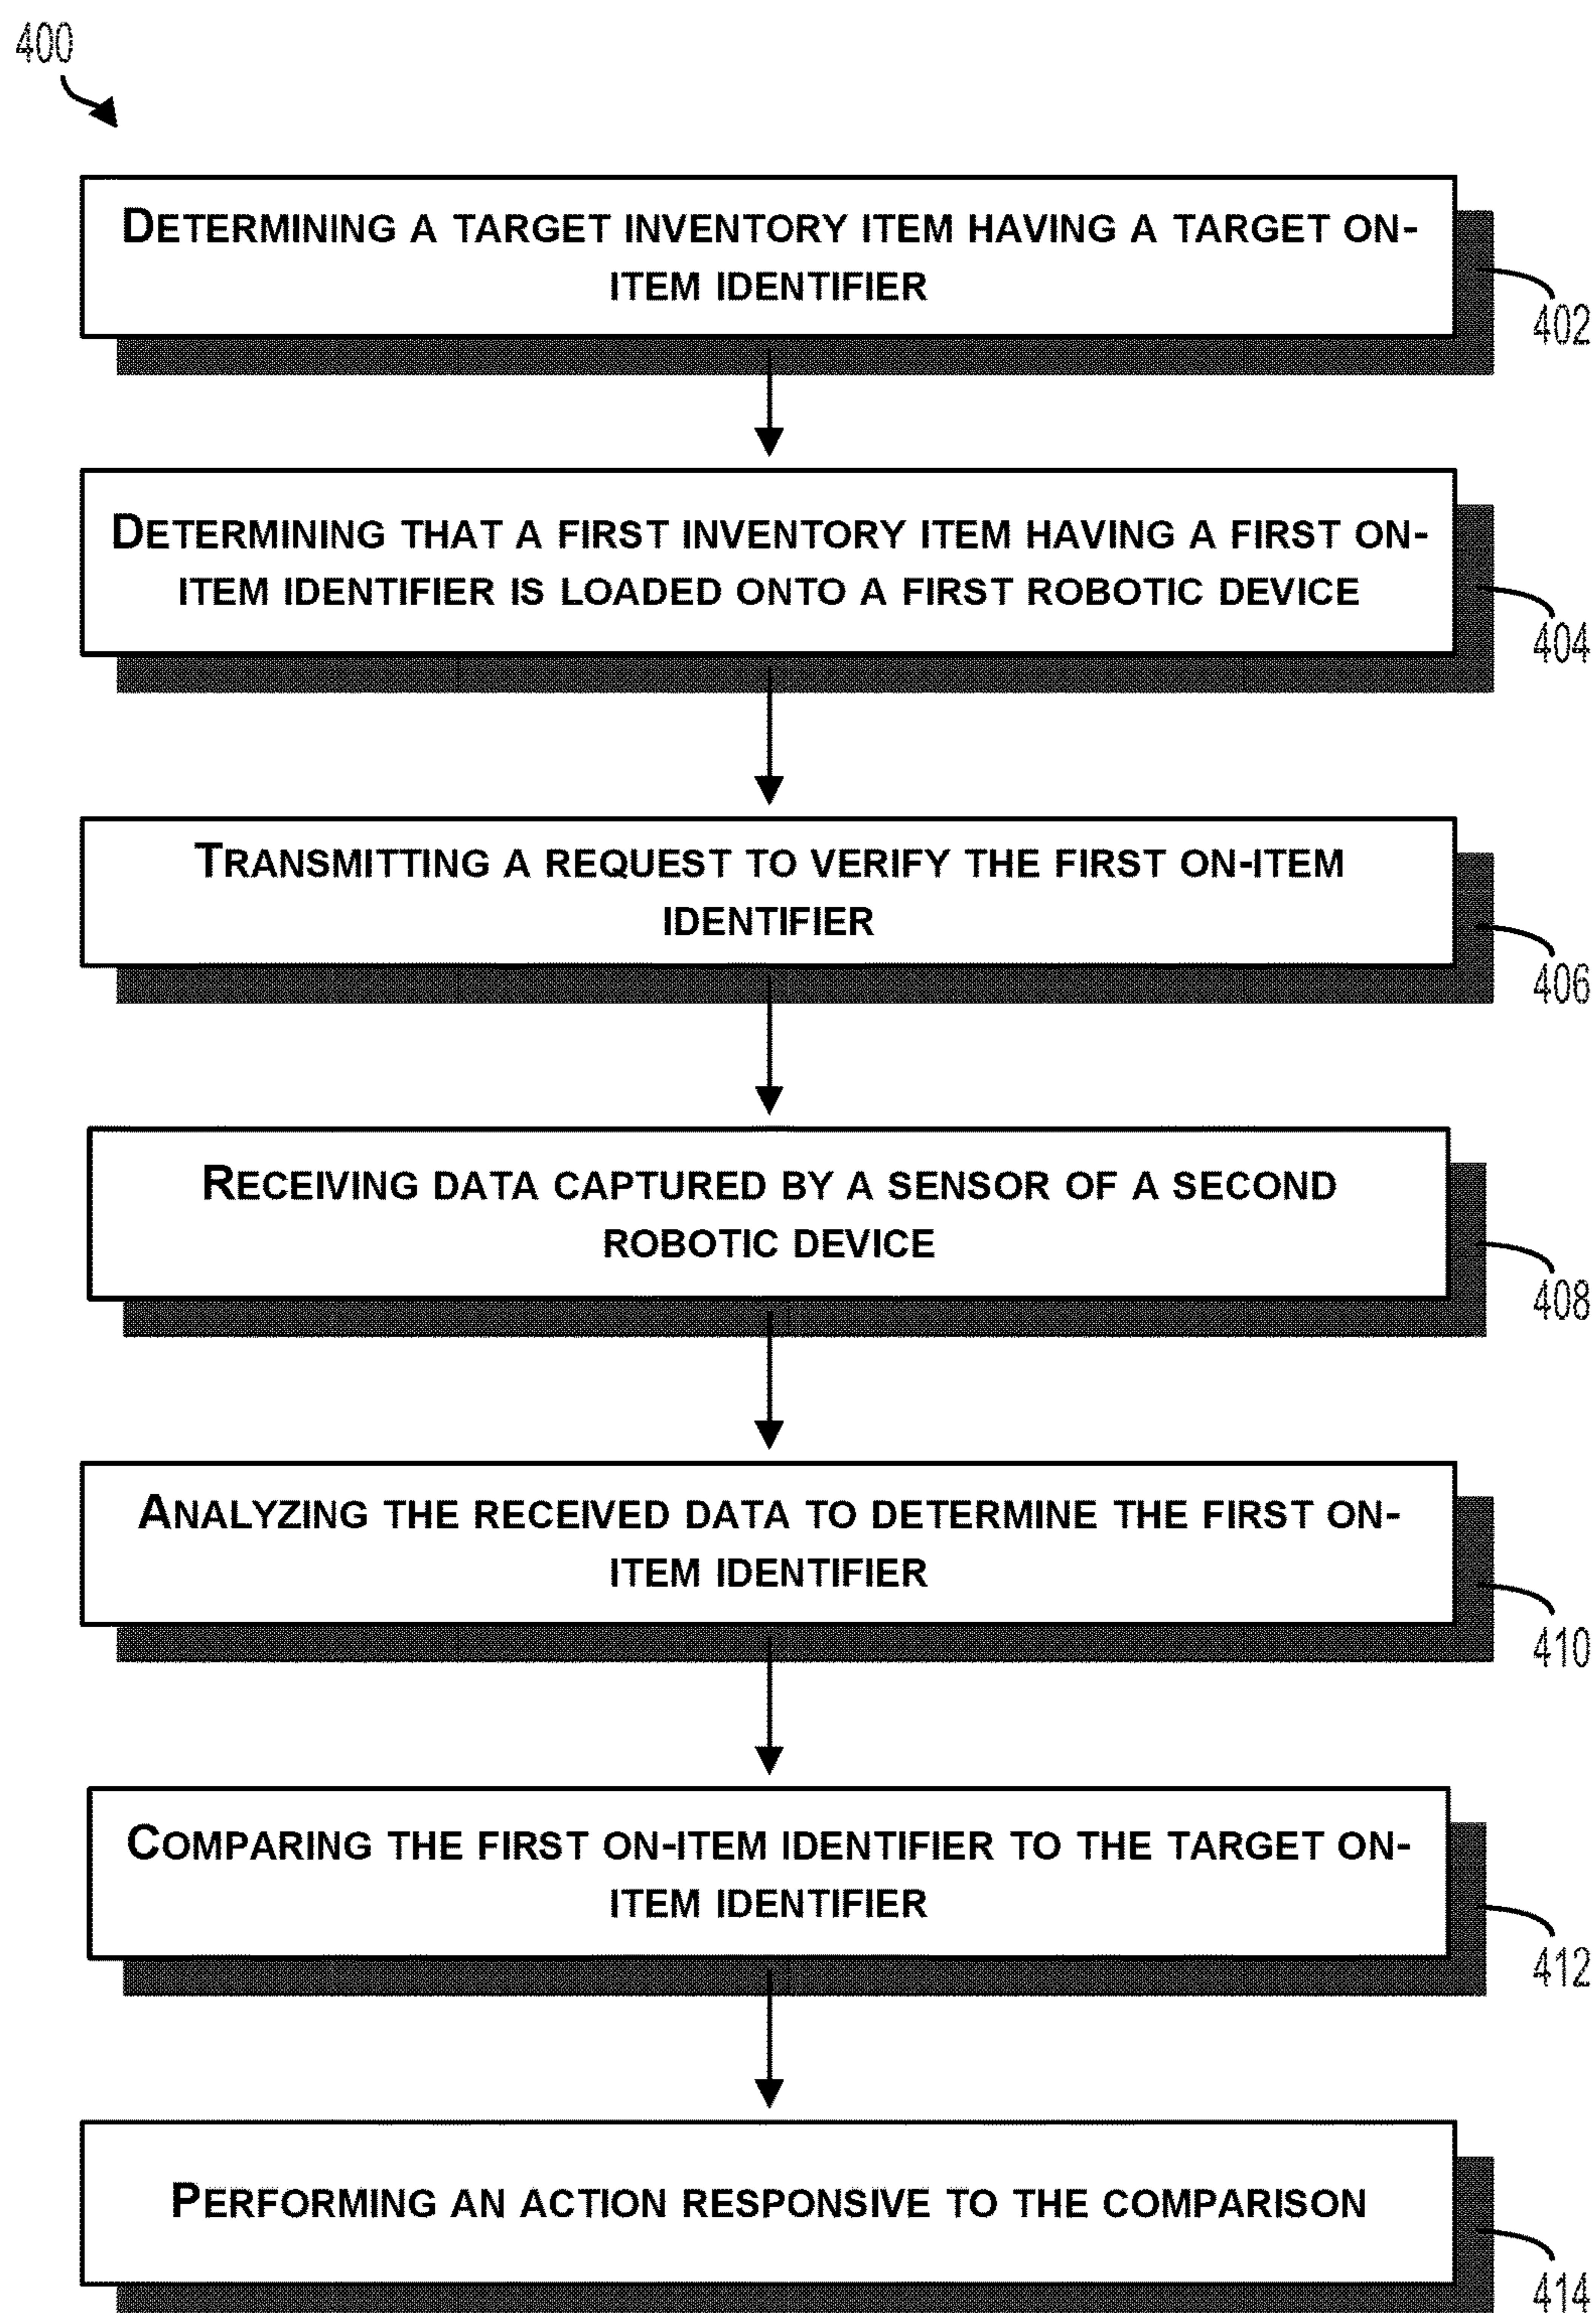 400
DETERMINING A TARGET INVENTORY ITEM HAVING A TARGET ON-
ITEM IDENTIFIER
402
DETERMINING THAT A FIRST INVENTORY ITEM HAVING A FIRST ON-
ITEM IDENTIFIER IS LOADED ONTO A FIRST ROBOTIC DEVICE
404
TRANSMITTING A REQUEST TO VERIFY THE FIRST ON-ITEM
IDENTIFIER
406
RECEIVING DATA CAPTURED BY A SENSOR OF A SECOND
ROBOTIC DEVICE
408
ANALYZING THE RECEIVED DATA TO DETERMINE THE FIRST ON-
ITEM IDENTIFIER
410
COMPARING THE FIRST ON-ITEM IDENTIFIER TO THE TARGET ON-
ITEM IDENTIFIER
412
PERFORMING AN ACTION RESPONSIVE TO THE COMPARISON
414